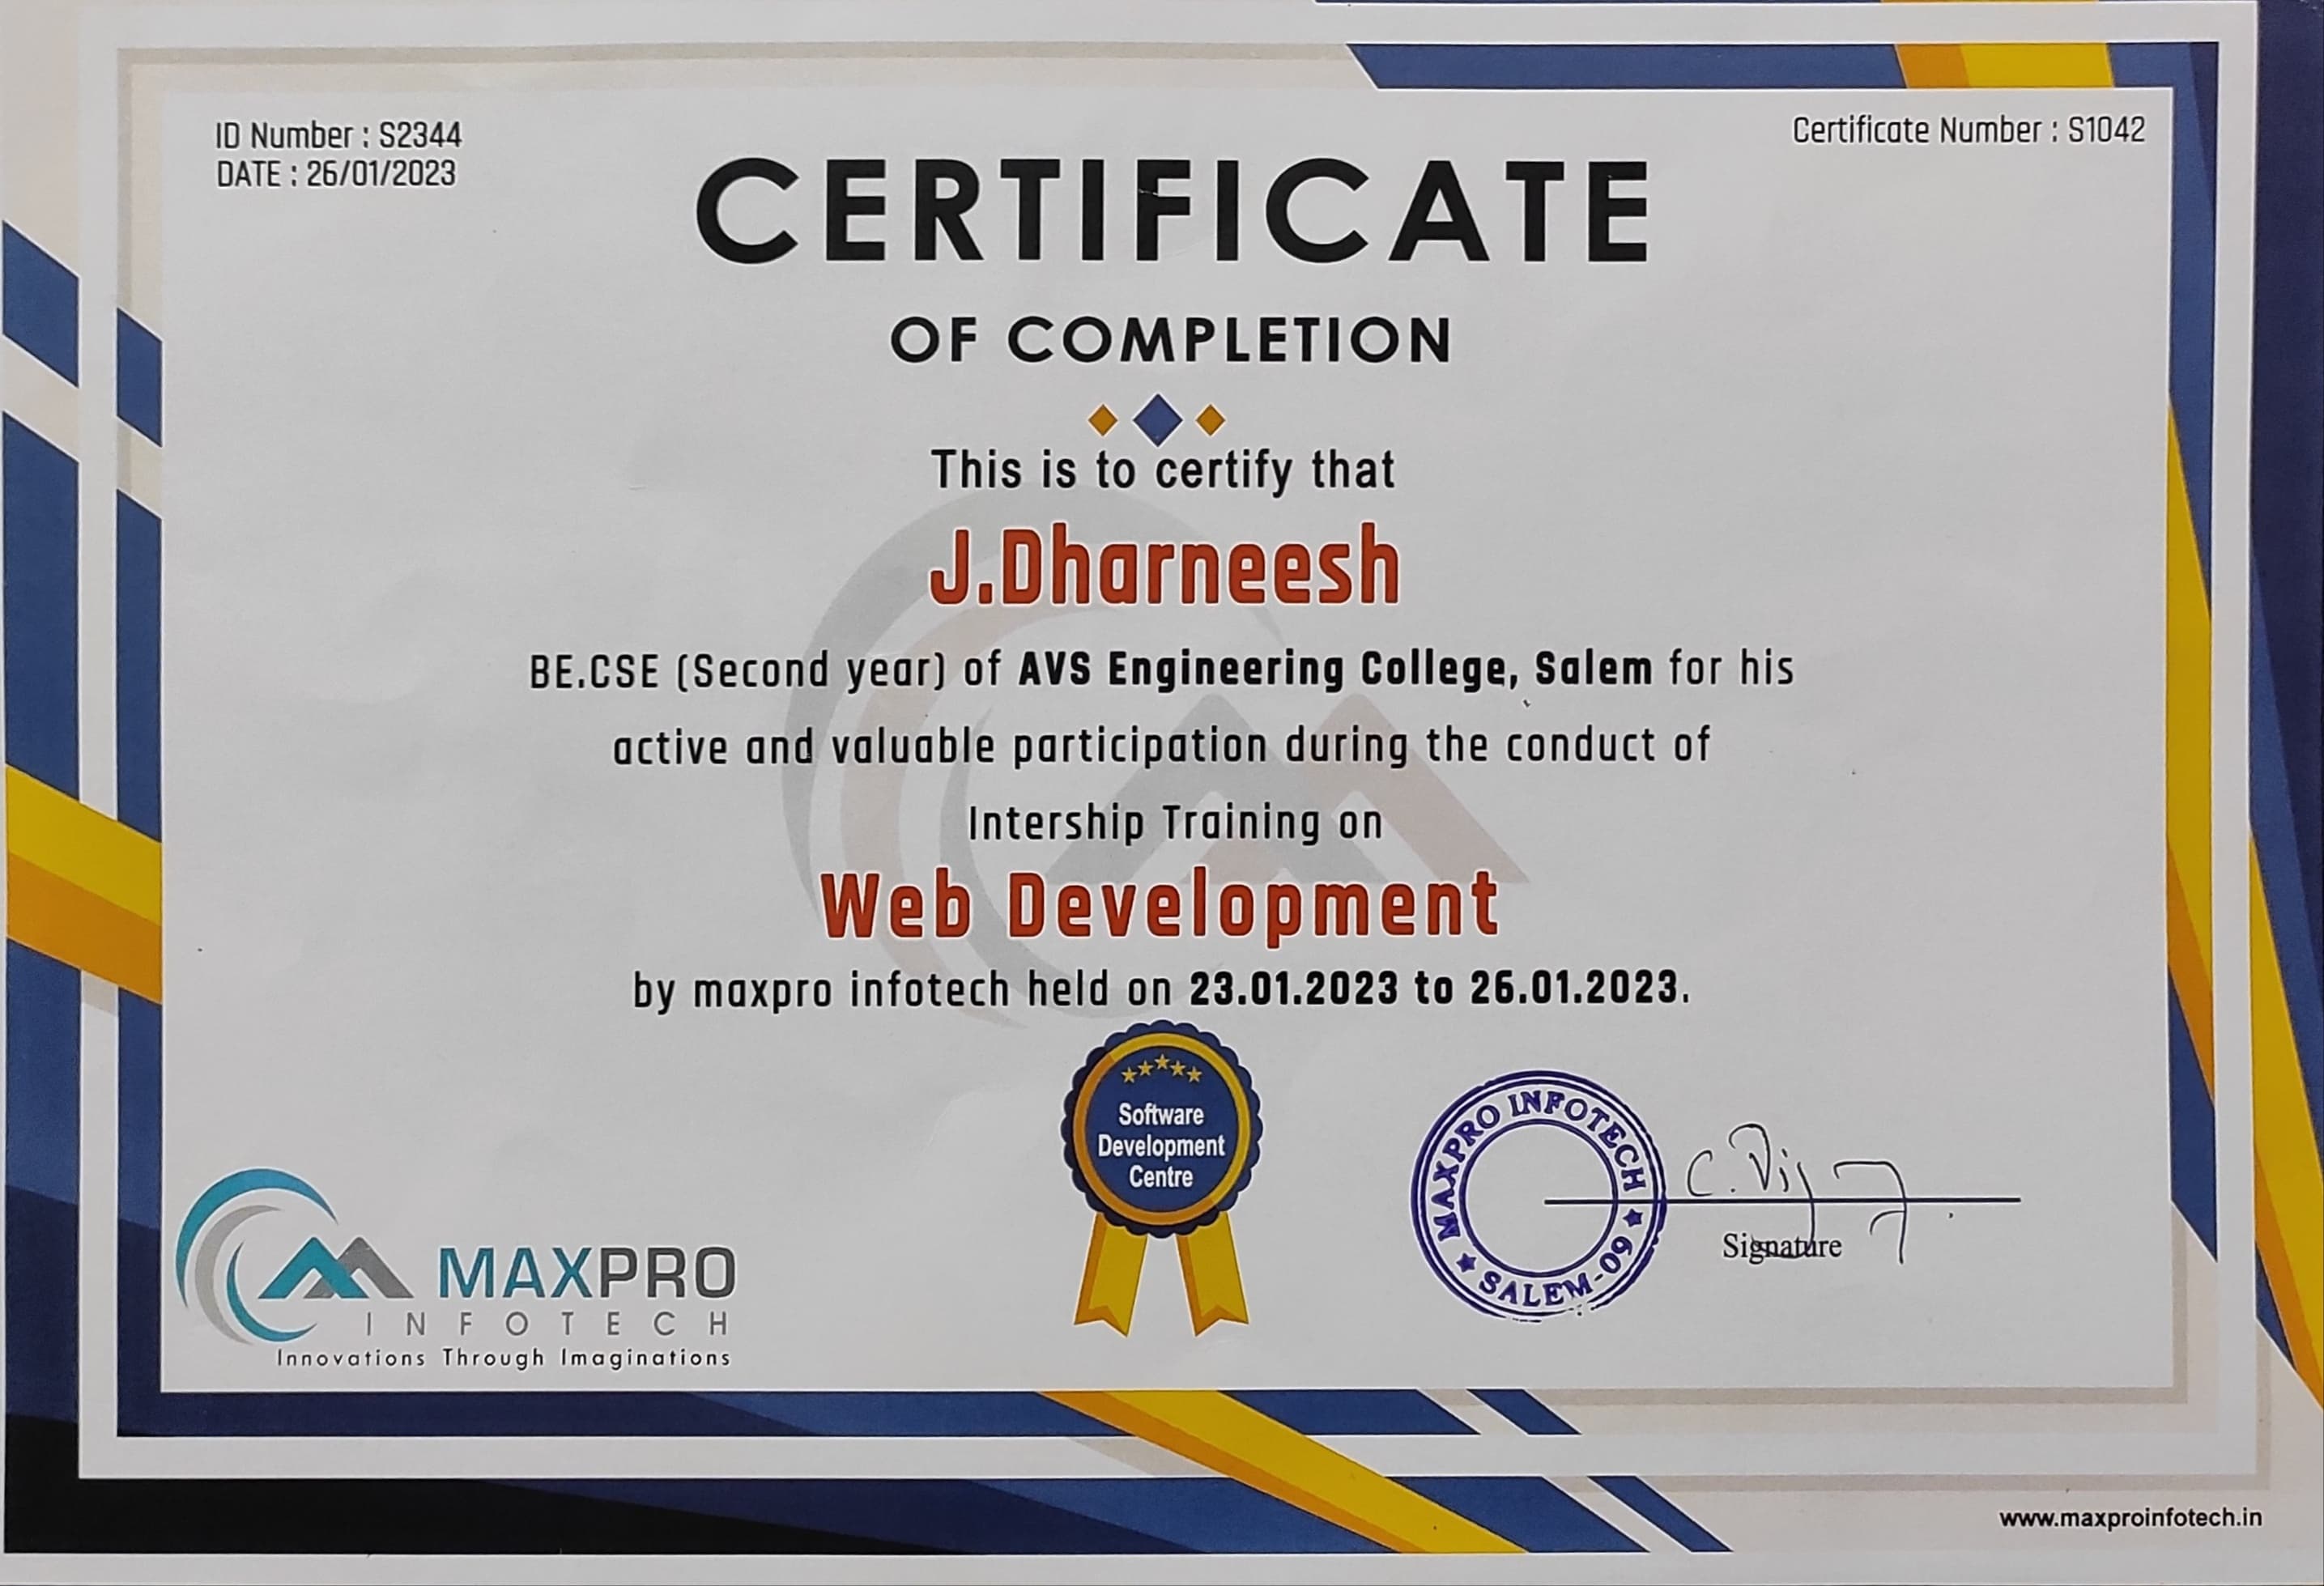 ID Number : S2344
DATE : 26/01/2023
Certificate Number : S1042
CERTIFICATE
OF COMPLETION
This is to certify that
J.Dharneesh
BE.CSE (Second year) of AVS Engineering College, Salem for his
active and valuable participation during the conduct of
Intership Training on
Web Development
by maxpro infotech held on 23.01.2023 to 26.01.2023.
Software
Development
Centre
MAXPRO INFOTECH
SALEM-09
Signature
MAXPRO
INFOTECH
Innovations Through Imaginations
www.maxproinfotech.in